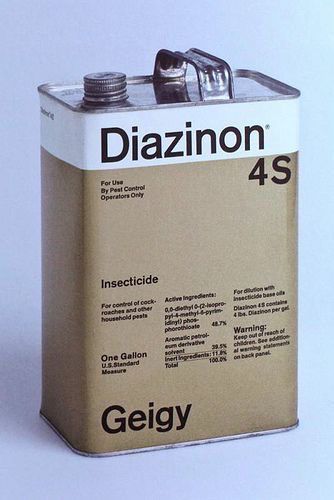 Diazinon®
4S
For Use
By Pest Control
Operators Only
Insecticide
For control of cock-
roaches and other
household pests
One Gallon
U.S.Standard
Measure
Active Ingredients:
0,0-diethyl 0-(2-isopro-
pyl-4-methyl-6-pyrim-
idinyl) phos-
phorothioate 48.7%
Aromatic petrol-
eum derivative
solvent 39.5%
Inert Ingredients: 11.8%
Total 100.0%
For dilution with
insecticide base oils
Diazinon 4S contains
4 lbs. Diazinon per gal.
Warning:
Keep out of reach of
children. See addition-
al warning statements
on back panel.
Geigy